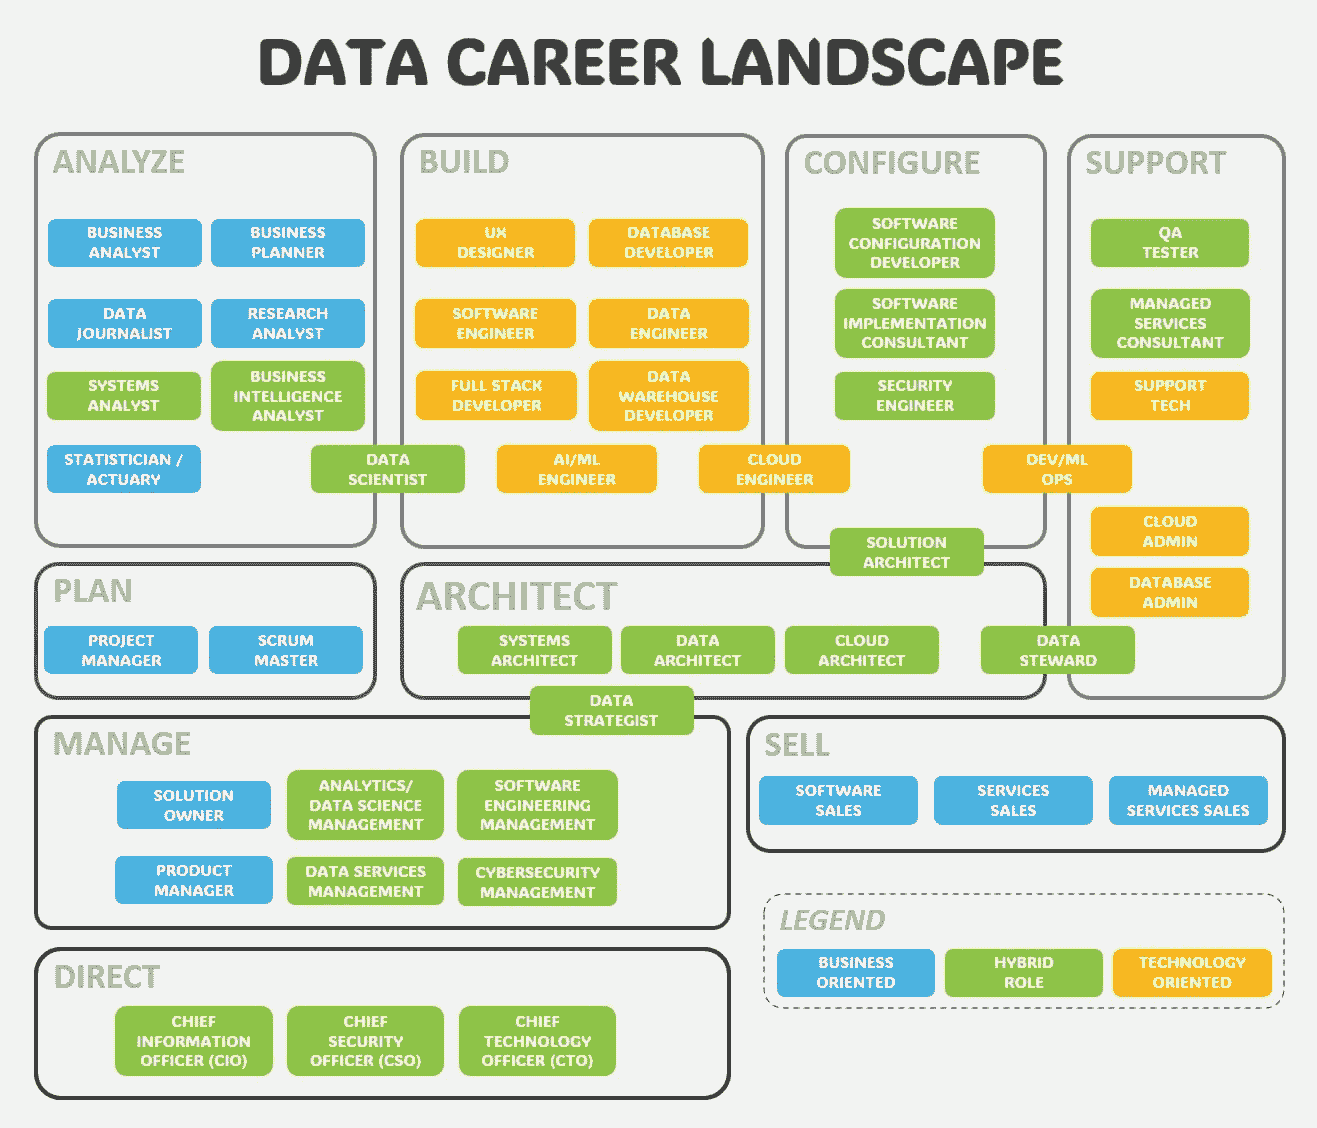 DATA CAREER LANDSCAPE
ANALYZE
BUSINESS
ANALYST
BUSINESS
PLANNER
DATA
JOURNALIST
RESEARCH
ANALYST
SYSTEMS
ANALYST
BUSINESS
INTELLIGENCE
ANALYST
STATISTICIAN /
ACTUARY
DATA
SCIENTIST
BUILD
UX
DESIGNER
DATABASE
DEVELOPER
SOFTWARE
ENGINEER
DATA
ENGINEER
FULL STACK
DEVELOPER
DATA
WAREHOUSE
DEVELOPER
AI/ML
ENGINEER
CLOUD
ENGINEER
CONFIGURE
SOFTWARE
CONFIGURATION
DEVELOPER
SOFTWARE
IMPLEMENTATION
CONSULTANT
SECURITY
ENGINEER
DEV/ML
OPS
SOLUTION
ARCHITECT
SUPPORT
QA
TESTER
MANAGED
SERVICES
CONSULTANT
SUPPORT
TECH
CLOUD
ADMIN
DATABASE
ADMIN
PLAN
PROJECT
MANAGER
SCRUM
MASTER
ARCHITECT
SYSTEMS
ARCHITECT
DATA
ARCHITECT
CLOUD
ARCHITECT
DATA
STEWARD
DATA
STRATEGIST
MANAGE
SOLUTION
OWNER
ANALYTICS/
DATA SCIENCE
MANAGEMENT
SOFTWARE
ENGINEERING
MANAGEMENT
PRODUCT
MANAGER
DATA SERVICES
MANAGEMENT
CYBERSECURITY
MANAGEMENT
SELL
SOFTWARE
SALES
SERVICES
SALES
MANAGED
SERVICES SALES
DIRECT
CHIEF
INFORMATION
OFFICER (CIO)
CHIEF
SECURITY
OFFICER (CSO)
CHIEF
TECHNOLOGY
OFFICER (CTO)
LEGEND
BUSINESS
ORIENTED
HYBRID
ROLE
TECHNOLOGY
ORIENTED